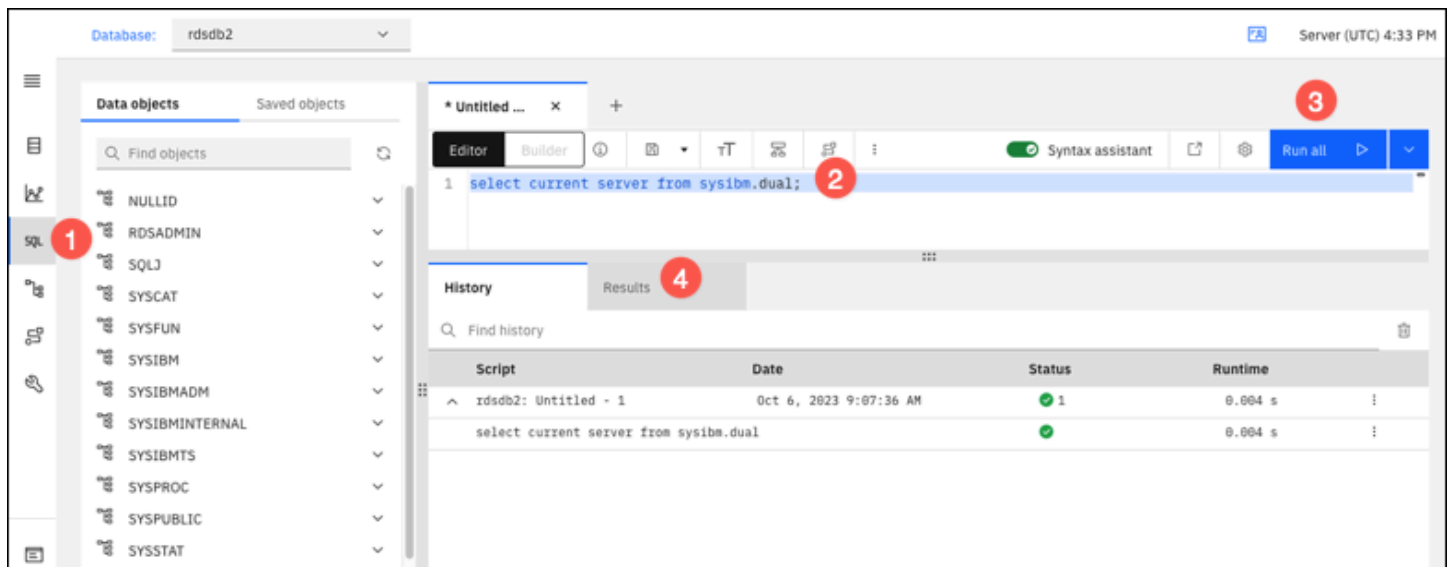 Database: rdsdb2
Server (UTC) 4:33 PM
Data objects
Saved objects
Find objects
NULLID
RDSADMIN
SQLJ
SYSCAT
SYSFUN
SYSIBM
SYSIBMADM
SYSIBMINTERNAL
SYSIBMTS
SYSPROC
SYSPUBLIC
SYSSTAT
SQL
1
* Untitled ... × +
3
Editor Builder Syntax assistant Run all
1 select current server from sysibm.dual;
2
History Results
4
Find history
Script Date Status Runtime
rdsdb2: Untitled - 1 Oct 6, 2023 9:07:36 AM 1 0.004 s
select current server from sysibm.dual 0.004 s